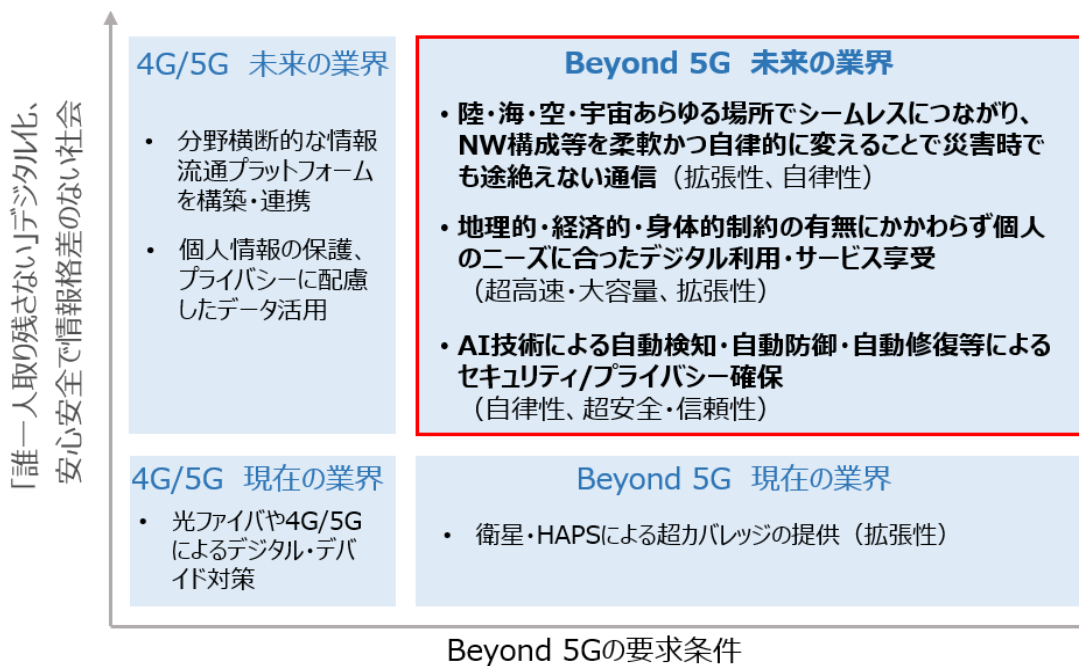 「誰一人取り残さない」デジタル化、
安心安全で情報格差のない社会
4G/5G 未来の業界
• 分野横断的な情報
流通プラットフォーム
を構築・連携
• 個人情報の保護、
プライバシーに配慮
したデータ活用
Beyond 5G 未来の業界
• 陸・海・空・宇宙あらゆる場所でシームレスにつながり、
NW構成等を柔軟かつ自律的に変えることで災害時で
も途絶えない通信（拡張性、自律性）
• 地理的・経済的・身体的制約の有無にかかわらず個人
のニーズに合ったデジタル利用・サービス享受
（超高速・大容量、拡張性）
• AI技術による自動検知・自動防御・自動修復等による
セキュリティ/プライバシー確保
（自律性、超安全・信頼性）
4G/5G 現在の業界
• 光ファイバや4G/5G
によるデジタル・デバ
イド対策
Beyond 5G 現在の業界
• 衛星・HAPSによる超カバレッジの提供（拡張性）
Beyond 5Gの要求条件